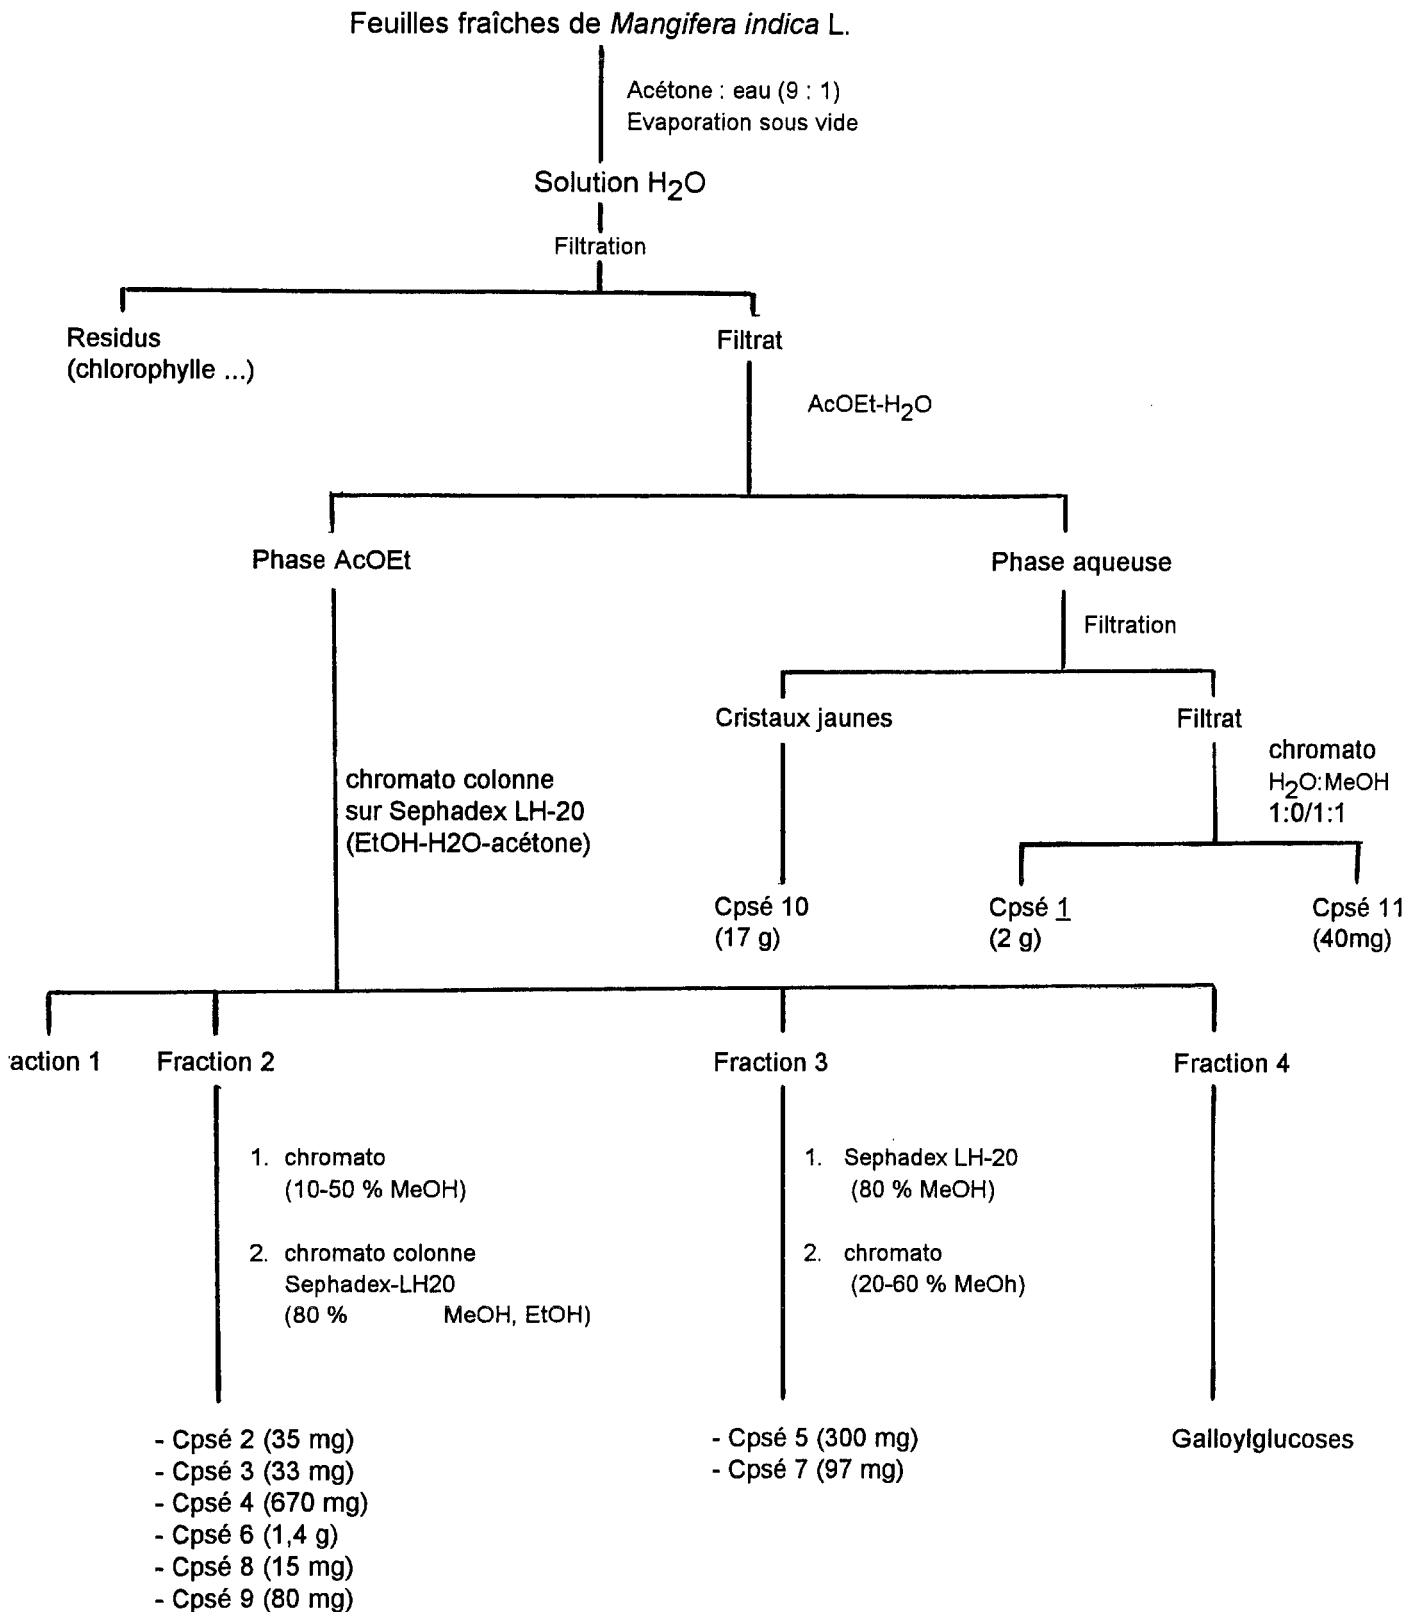 Feuilles fraîches de Mangifera indica L.
Acétone : eau (9 : 1)
Evaporation sous vide
Solution H2O
Filtration
Residus
(chlorophylle ...)
Filtrat
AcOEt-H2O
Phase AcOEt
Phase aqueuse
Filtration
Cristaux jaunes
Filtrat
chromato
H2O:MeOH
1:0/1:1
chromato colonne
sur Sephadex LH-20
(EtOH-H2O-acétone)
Cpsé 10
(17 g)
Cpsé 1
(2 g)
Cpsé 11
(40mg)
action 1
Fraction 2
Fraction 3
Fraction 4
1. chromato
(10-50 % MeOH)
2. chromato colonne
Sephadex-LH20
(80 % MeOH, EtOH)
1. Sephadex LH-20
(80 % MeOH)
2. chromato
(20-60 % MeOh)
- Cpsé 2 (35 mg)
- Cpsé 3 (33 mg)
- Cpsé 4 (670 mg)
- Cpsé 6 (1,4 g)
- Cpsé 8 (15 mg)
- Cpsé 9 (80 mg)
- Cpsé 5 (300 mg)
- Cpsé 7 (97 mg)
Galloylglucoses